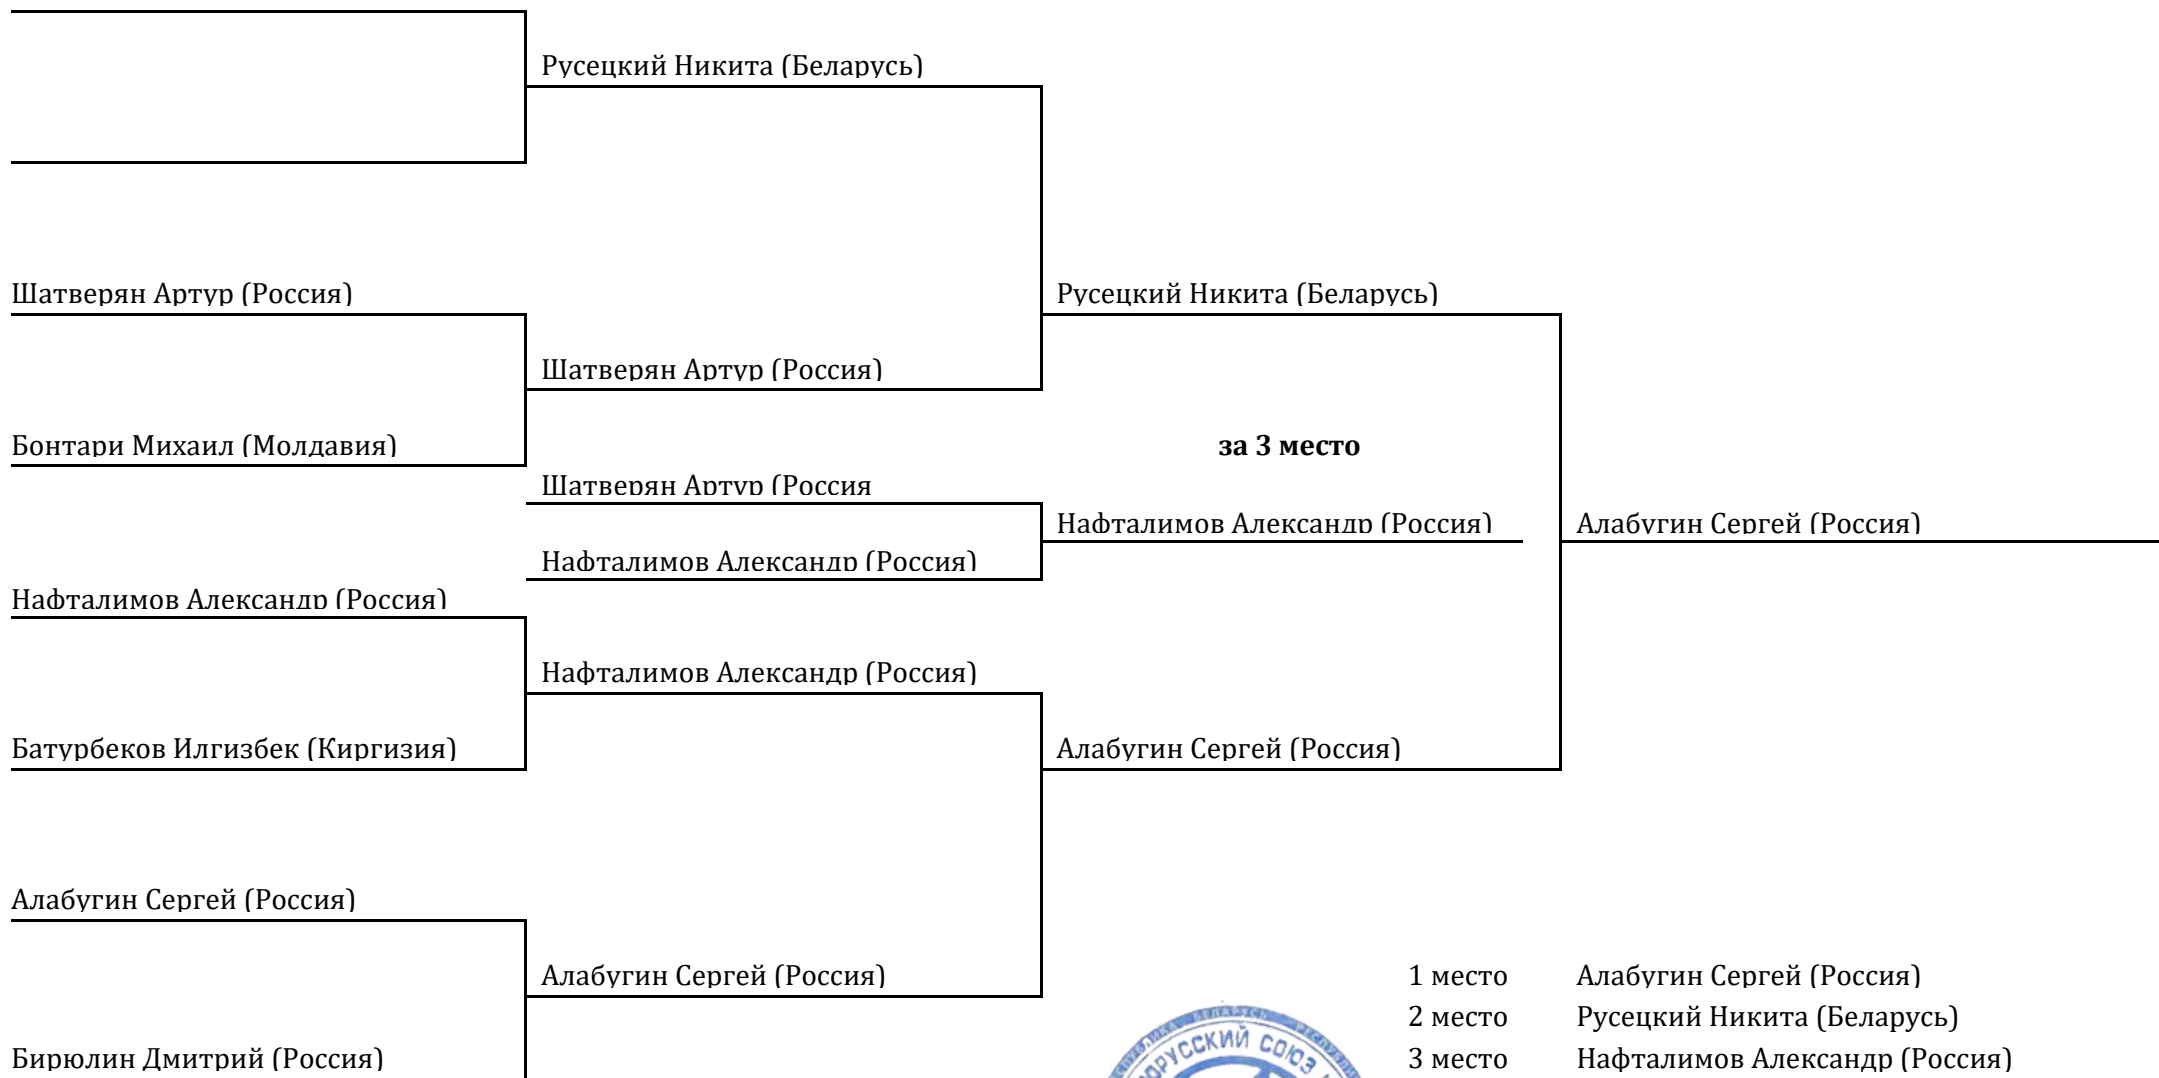 Русецкий Никита (Беларусь)
Шатверян Артур (Россия)
Русецкий Никита (Беларусь)
Шатверян Артур (Россия)
Бонтари Михаил (Молдавия)
за 3 место
Шатверян Артур (Россия
Нафталимов Александр (Россия)
Алабугин Сергей (Россия)
Нафталимов Александр (Россия)
Нафталимов Александр (Россия)
Нафталимов Александр (Россия)
Батурбеков Илгизбек (Киргизия)
Алабугин Сергей (Россия)
Алабугин Сергей (Россия)
Алабугин Сергей (Россия)
1 место Алабугин Сергей (Россия)
2 место Русецкий Никита (Беларусь)
Бирюлин Дмитрий (Россия)
3 место Нафталимов Александр (Россия)
БЕЛАРУСЬ
СОЮЗ